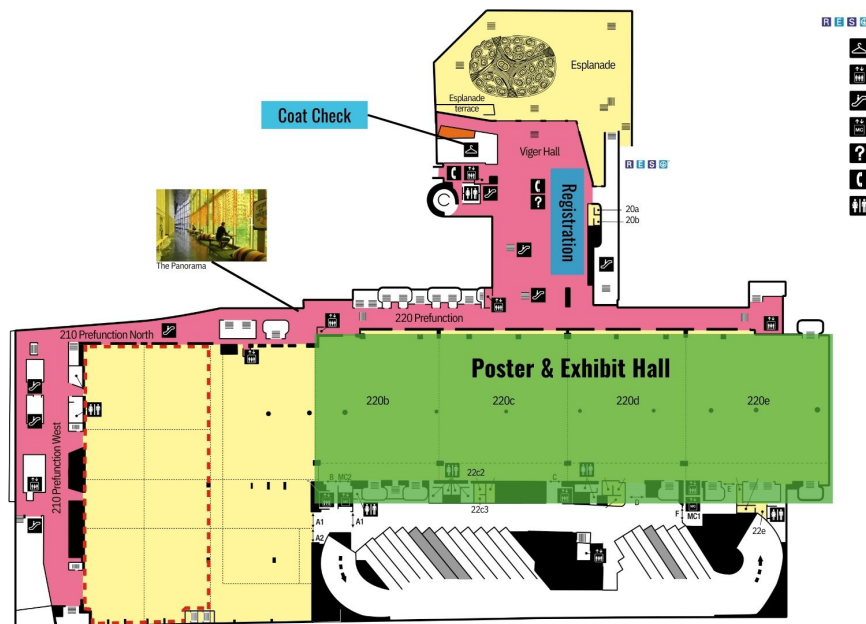 R E S
Esplanade
Esplanade
terrace
Coat Check
Viger Hall
R E S
Registration
20a
20b
The Panorama
220 Prefunction
210 Prefunction North
Poster & Exhibit Hall
220b
220c
220d
220e
210 Prefunction West
22c2
B
MC2
C
E
22c3
D
A1
A1
F
MC1
A2
22e
MC
?
?